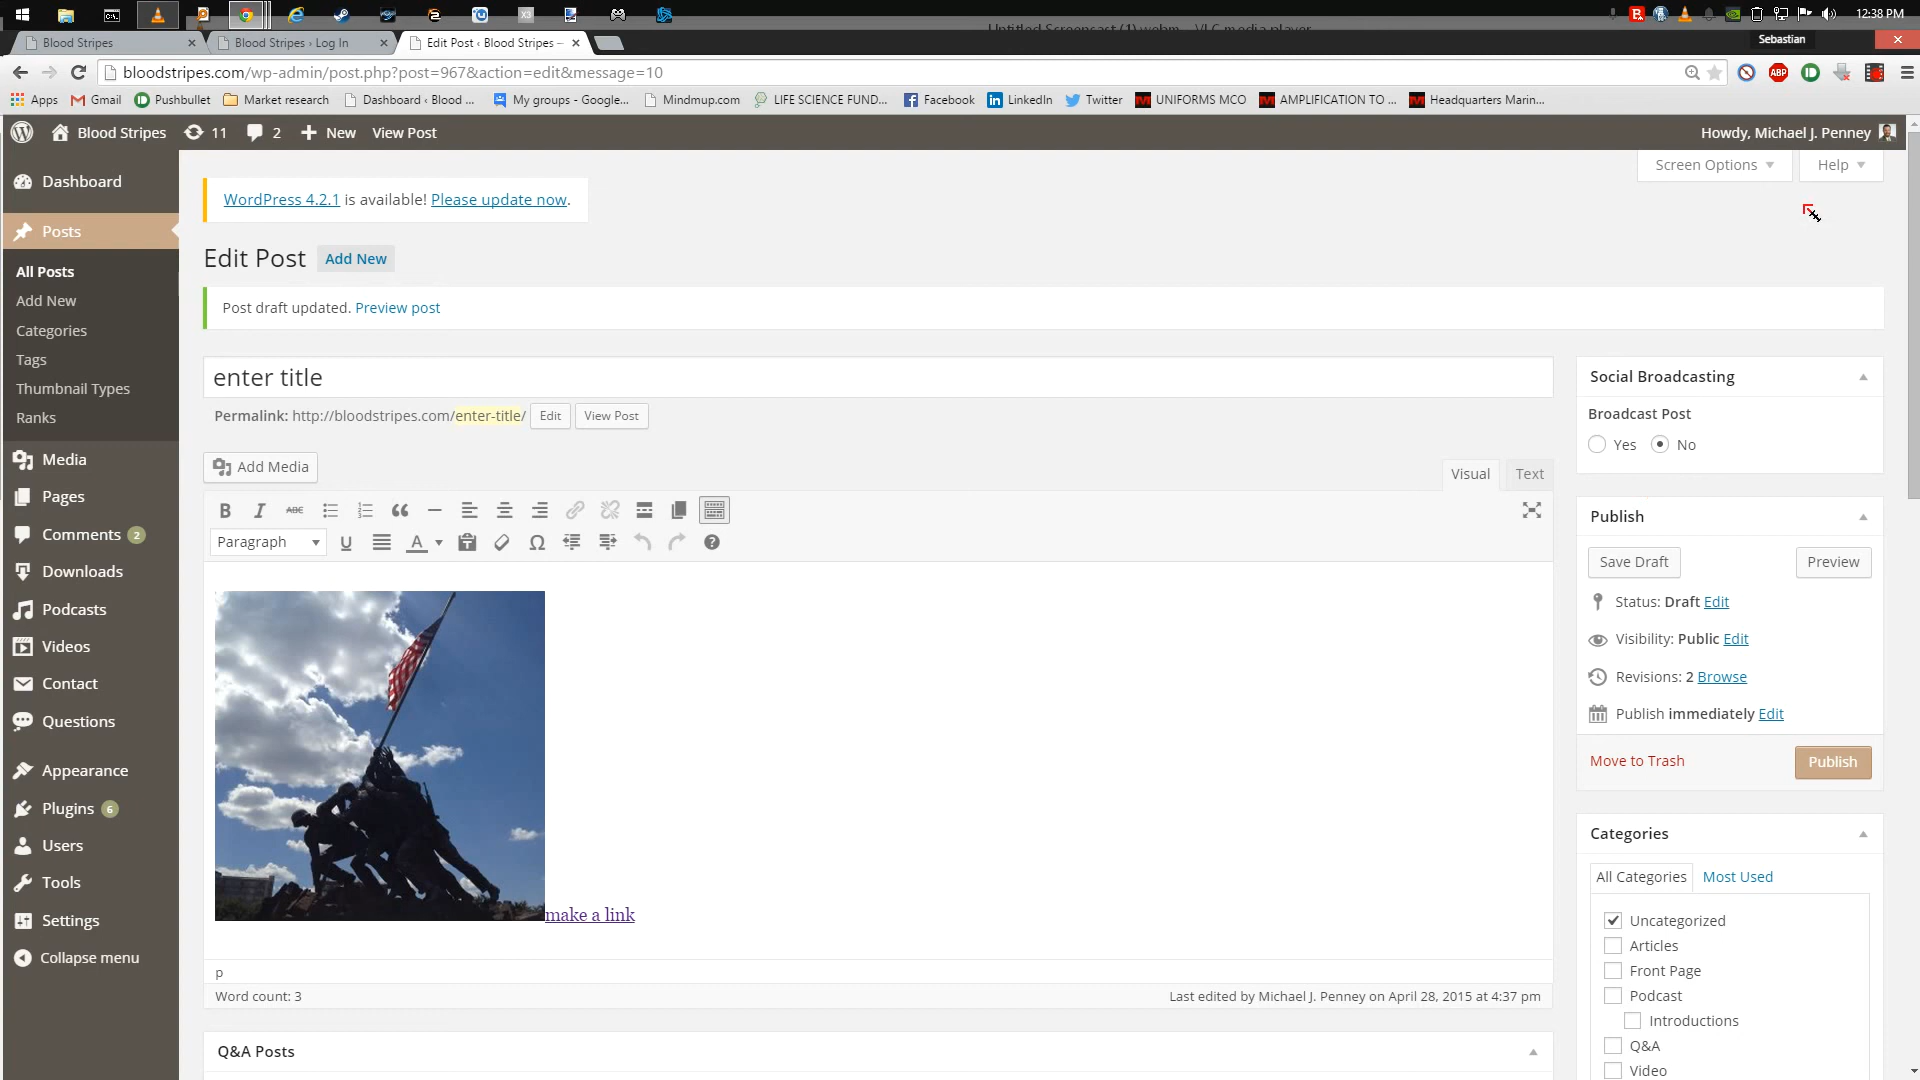 12:38 PM
Untitled Screencast (1).webm - VLC media player
Blood Stripes
Blood Stripes › Log In
Edit Post ‹ Blood Stripes –
Sebastian
bloodstripes.com/wp-admin/post.php?post=967&action=edit&message=10
ABP
Apps
Gmail
Pushbullet
Market research
Dashboard ‹ Blood ...
My groups - Google...
Mindmup.com
LIFE SCIENCE FUND...
Facebook
LinkedIn
Twitter
UNIFORMS MCO
AMPLIFICATION TO ...
Headquarters Marin...
Blood Stripes
11
2
New
View Post
Howdy, Michael J. Penney
Dashboard
Posts
All Posts
Add New
Categories
Tags
Thumbnail Types
Ranks
Media
Pages
Comments 2
Downloads
Podcasts
Videos
Contact
Questions
Appearance
Plugins 6
Users
Tools
Settings
Collapse menu
Screen Options
Help
WordPress 4.2.1 is available! Please update now.
Edit Post Add New
Post draft updated. Preview post
enter title
Permalink: http://bloodstripes.com/enter-title/ Edit View Post
Add Media
Visual
Text
B I ABC
Paragraph U A Ω ?
make a link
p
Word count: 3
Last edited by Michael J. Penney on April 28, 2015 at 4:37 pm
Q&A Posts
Social Broadcasting
Broadcast Post
Yes No
Publish
Save Draft
Preview
Status: Draft Edit
Visibility: Public Edit
Revisions: 2 Browse
Publish immediately Edit
Move to Trash
Publish
Categories
All Categories
Most Used
Uncategorized
Articles
Front Page
Podcast
Introductions
Q&A
Video